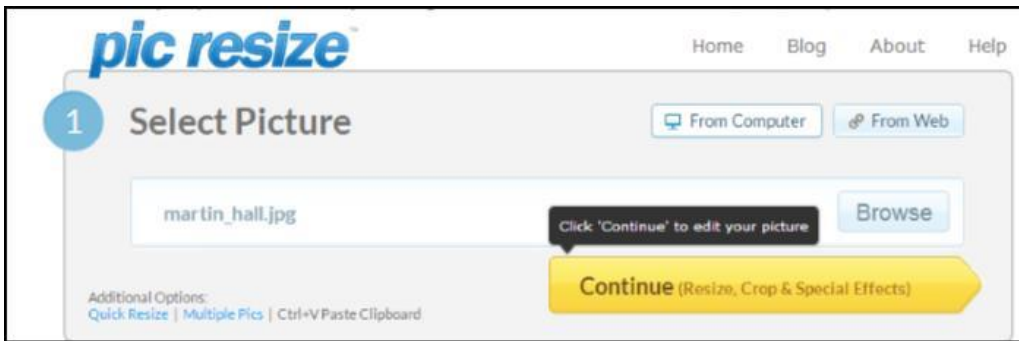 pic resize™
Home Blog About Help
1 Select Picture
From Computer From Web
martin_hall.jpg
Browse
Click 'Continue' to edit your picture
Continue (Resize, Crop & Special Effects)
Additional Options:
Quick Resize | Multiple Pics | Ctrl+V Paste Clipboard